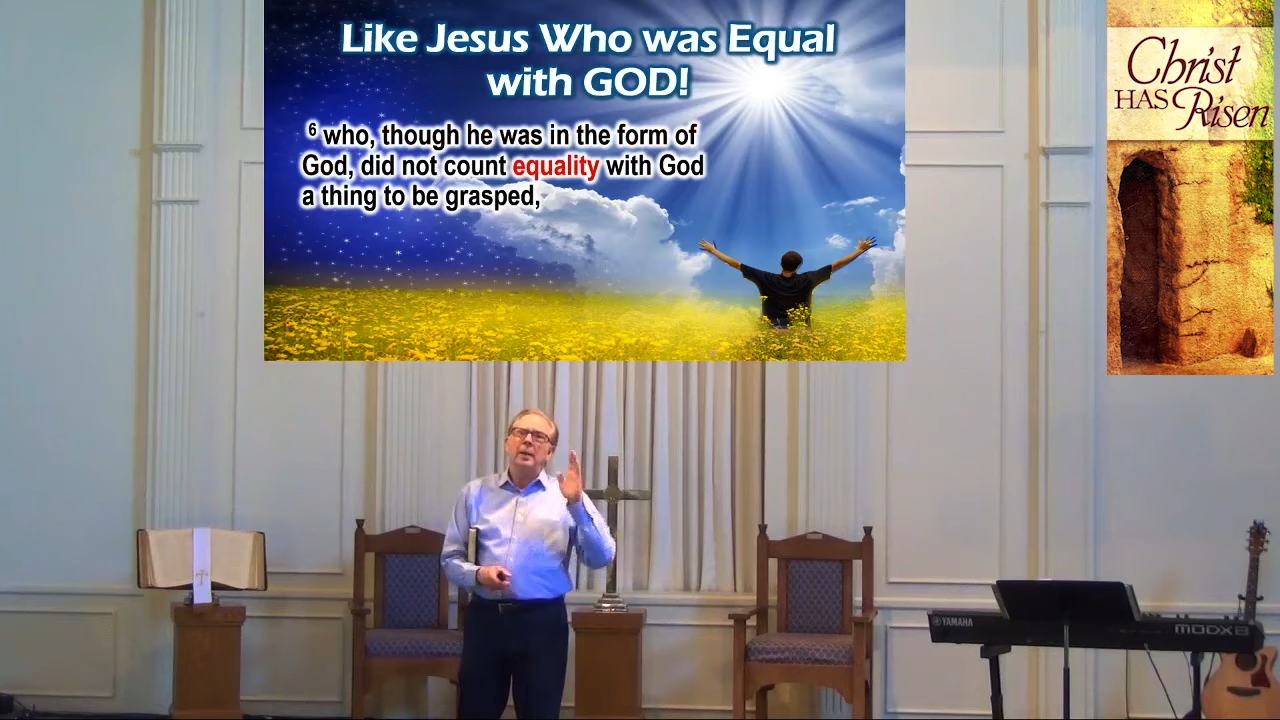 Like Jesus Who was Equal
with GOD!
6 who, though he was in the form of
God, did not count equality with God
a thing to be grasped,
Christ
HAS Risen
YAMAHA
MODX8